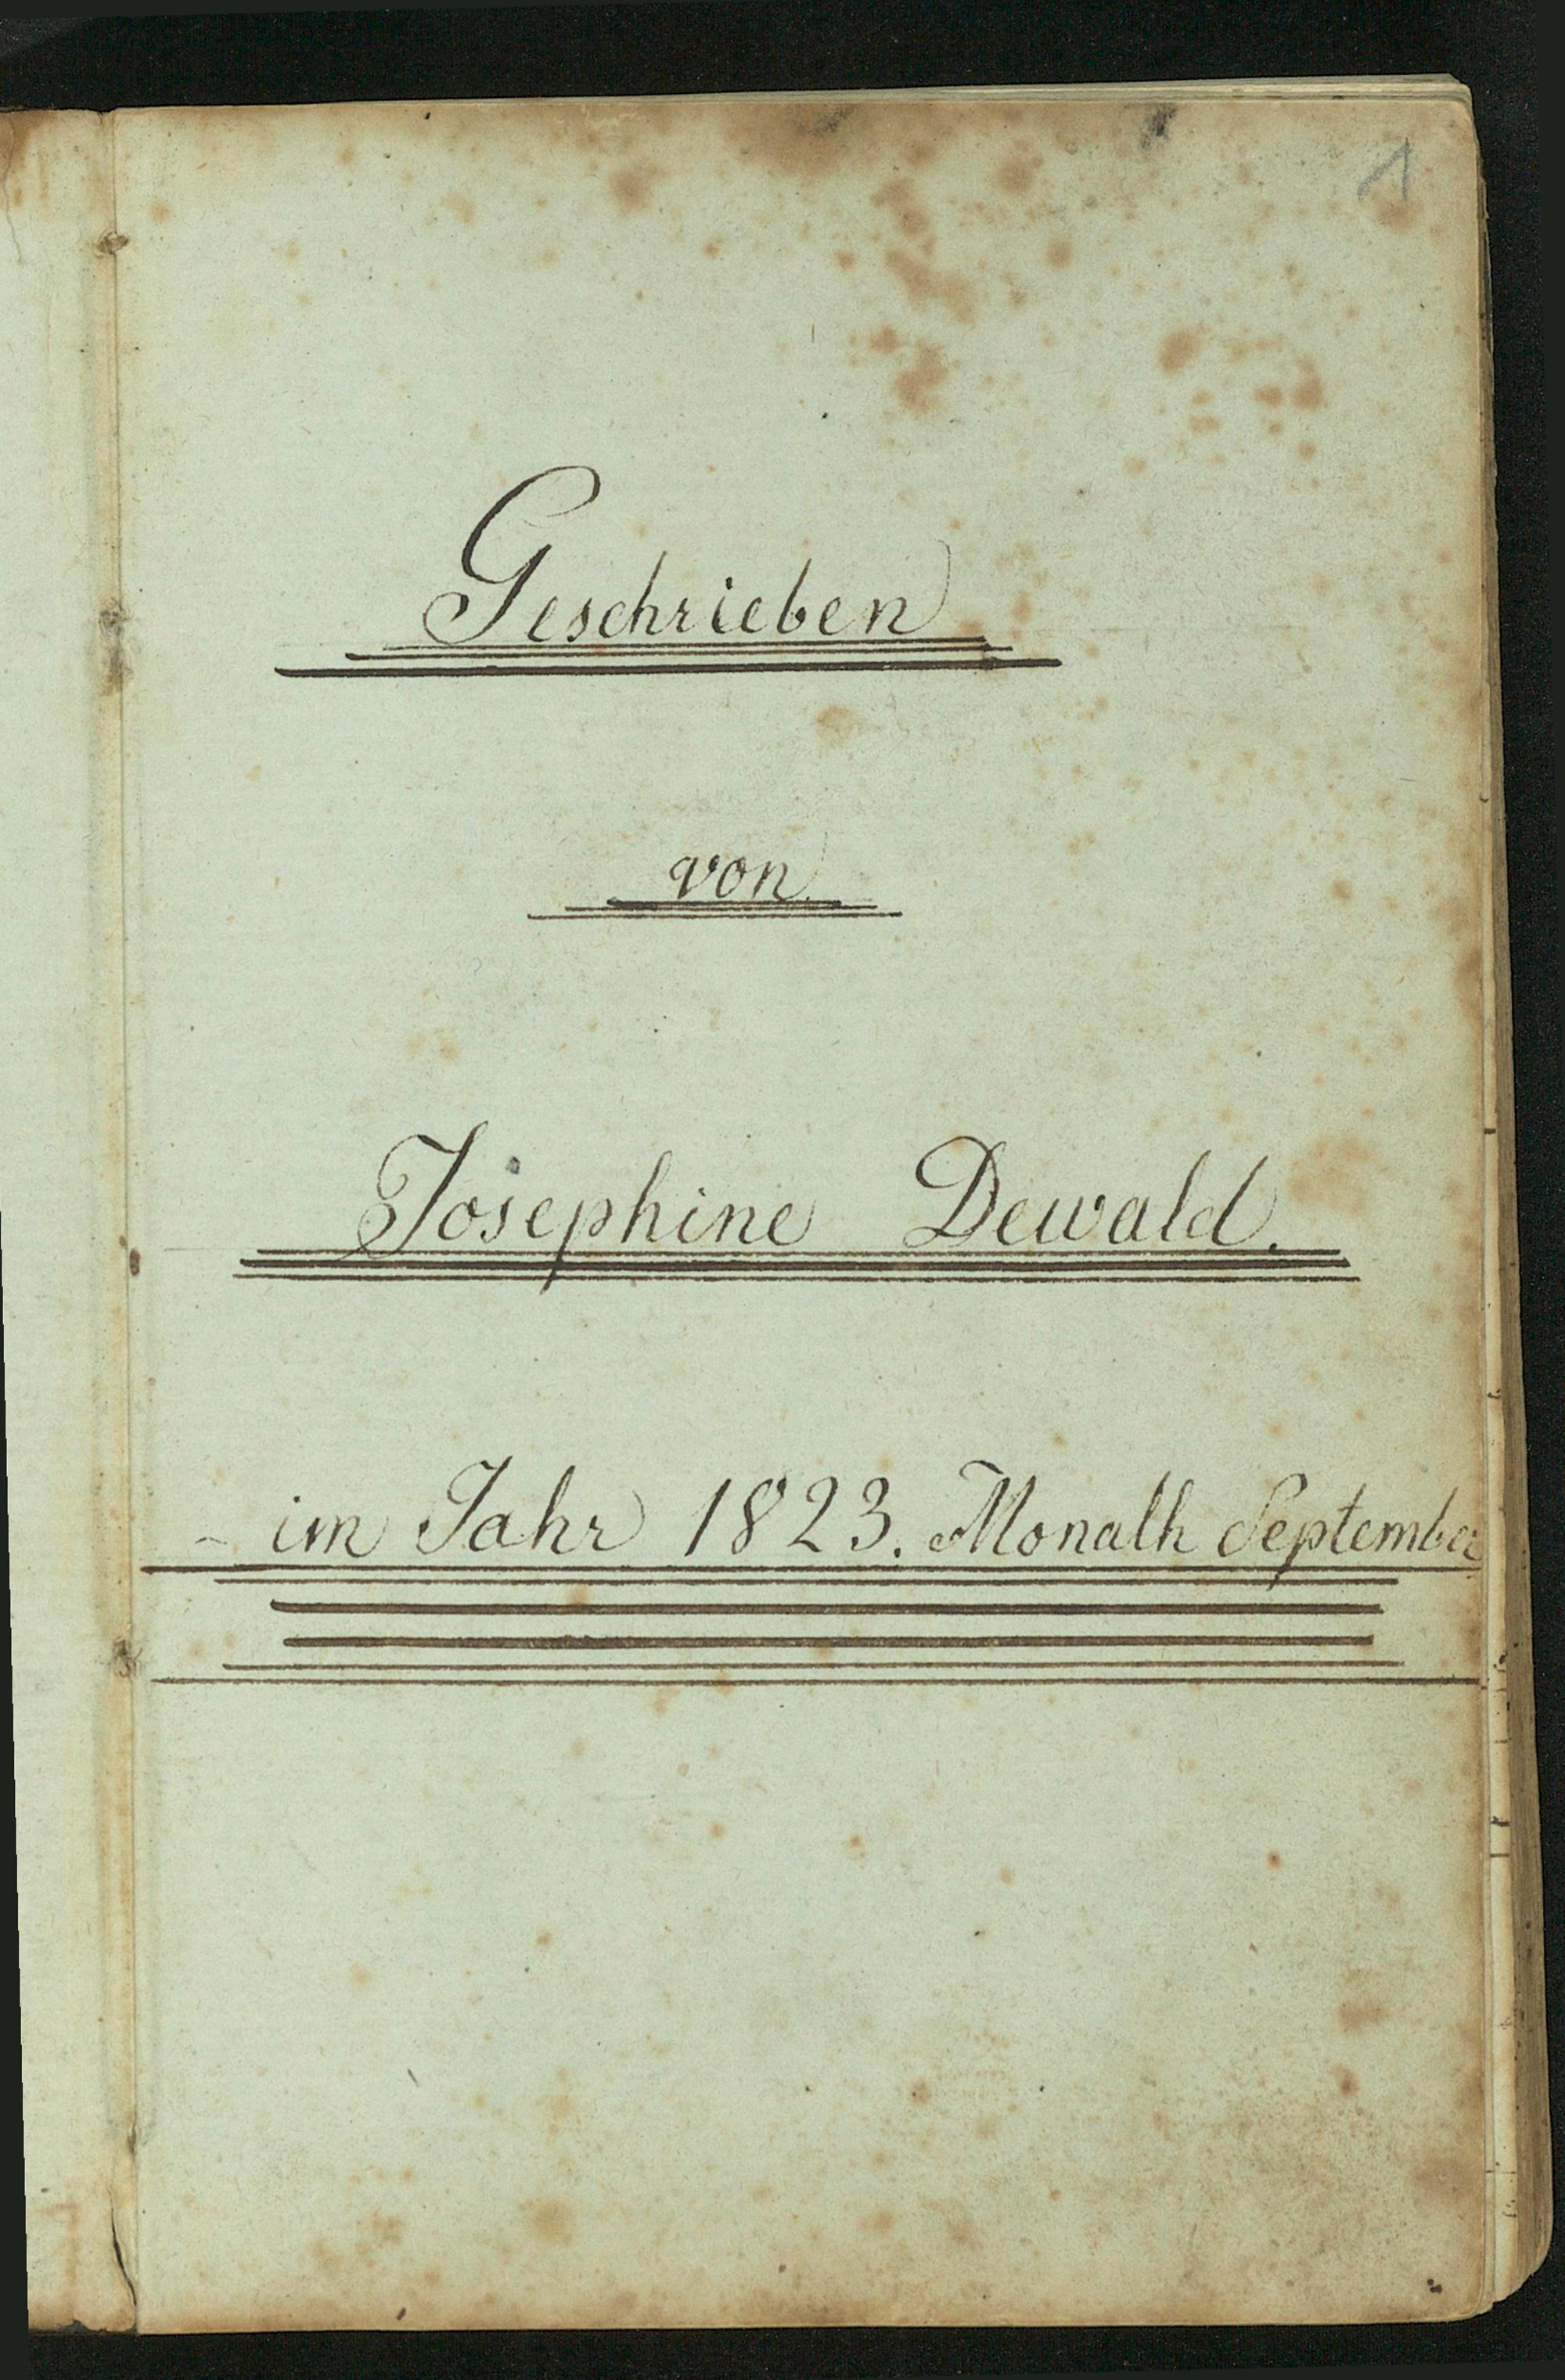 1
Geschrieben
von.
Josephine Dewald.
im Jahr 1823. Monath September